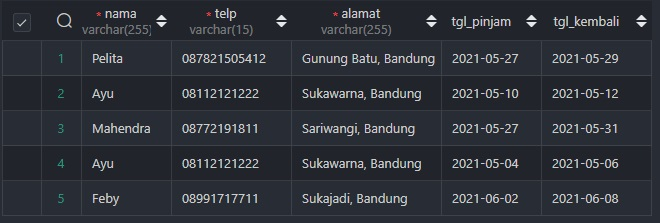 * nama * telp * alamat tgl_pinjam tgl_kembali
varchar(255) varchar(15) varchar(255)
1 Pelita 087821505412 Gunung Batu, Bandung 2021-05-27 2021-05-29
2 Ayu 08112121222 Sukawarna, Bandung 2021-05-10 2021-05-12
3 Mahendra 08772191811 Sariwangi, Bandung 2021-05-27 2021-05-31
4 Ayu 08112121222 Sukawarna, Bandung 2021-05-04 2021-05-06
5 Feby 08991717711 Sukajadi, Bandung 2021-06-02 2021-06-08